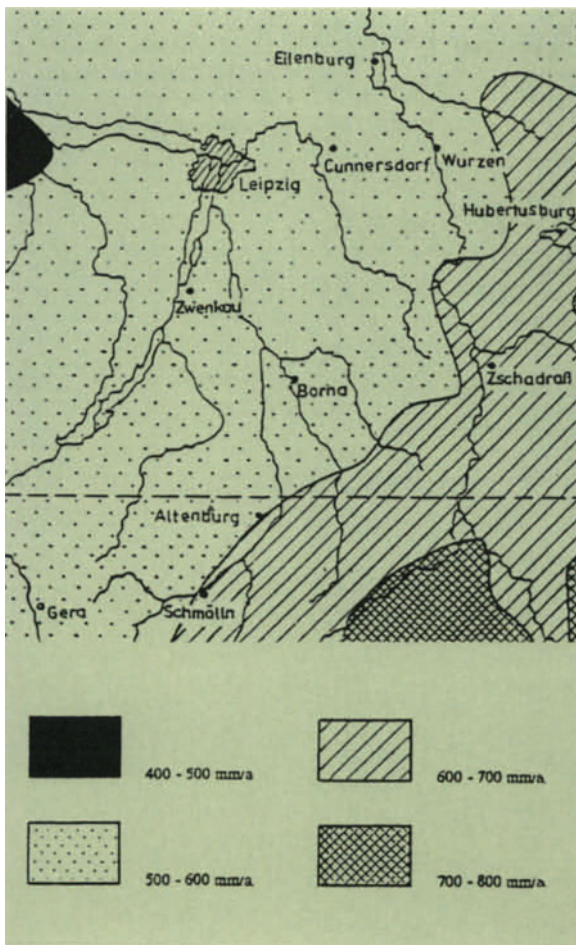 Eilenburg
Cunnersdorf
Wurzen
Leipzig
Hubertusburg
Zwenkau
Zschadraß
Borna
Altenburg
Gera
Schmölln
400 - 500 mm/a.
600 - 700 mm/a.
500 - 600 mm/a.
700 - 800 mm/a.